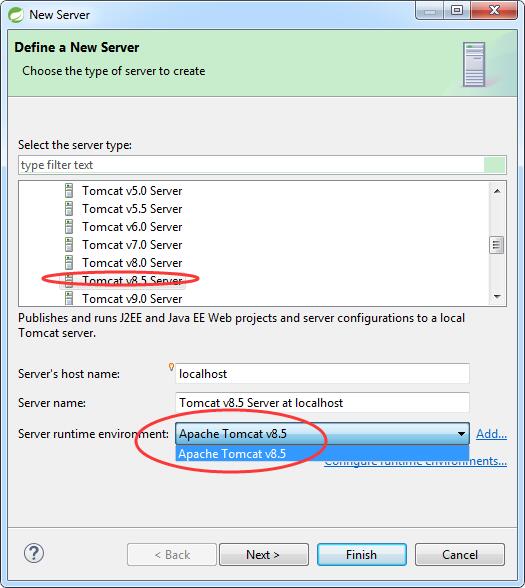 New Server
Define a New Server
Choose the type of server to create
Select the server type:
type filter text
Tomcat v5.0 Server
Tomcat v5.5 Server
Tomcat v6.0 Server
Tomcat v7.0 Server
Tomcat v8.0 Server
Tomcat v8.5 Server
Tomcat v9.0 Server
Publishes and runs J2EE and Java EE Web projects and server configurations to a local
Tomcat server.
Server's host name: localhost
Server name: Tomcat v8.5 Server at localhost
Server runtime environment: Apache Tomcat v8.5 Add...
Apache Tomcat v8.5
Configure runtime environments...
? < Back Next > Finish Cancel